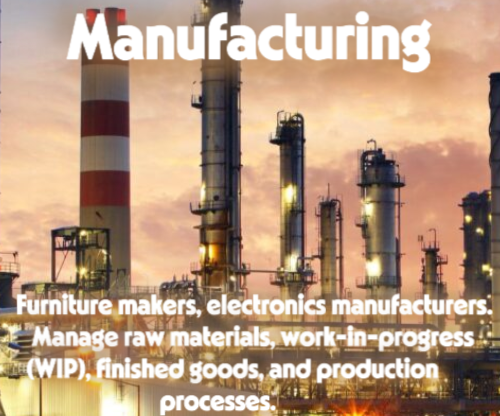 Manufacturing
Furniture makers, electronics manufacturers.
Manage raw materials, work-in-progress
(WIP), finished goods, and production
processes.